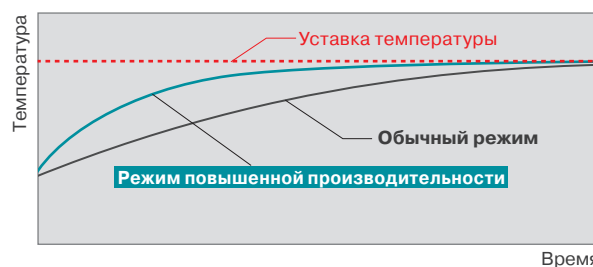 Уставка температуры
Температура
Обычный режим
Режим повышенной производительности
Время